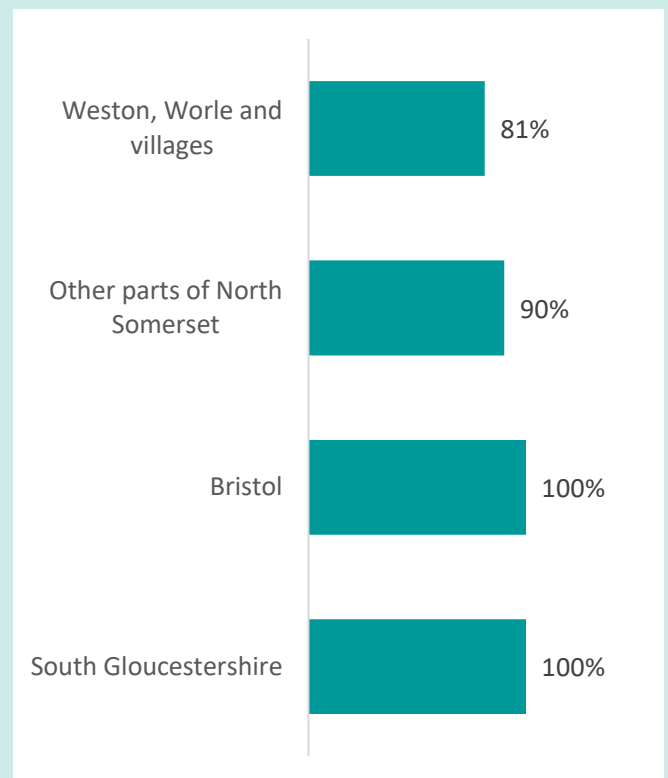 Weston, Worle and
villages
81%
Other parts of North
Somerset
90%
Bristol
100%
South Gloucestershire
100%